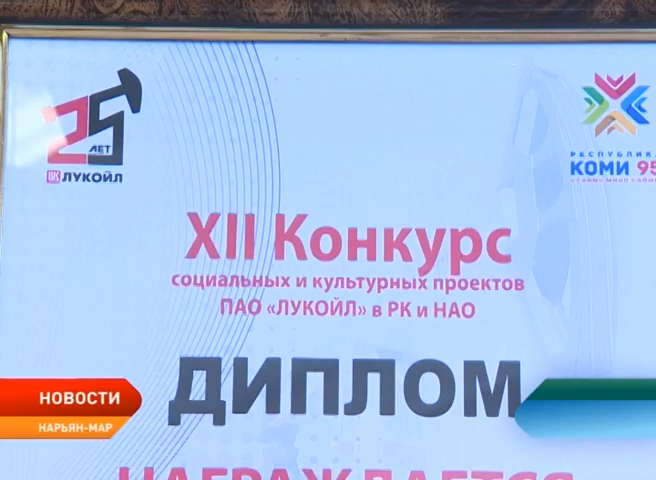 25
ЛЕТ
ЛУКОЙЛ
РЕСПУБЛИКА
КОМИ 95
XII Конкурс
социальных и культурных проектов
ПАО «ЛУКОЙЛ» в РК и НАО
ДИПЛОМ
НОВОСТИ
НАРЬЯН-МАР
НАГРАЖДАЕТСЯ